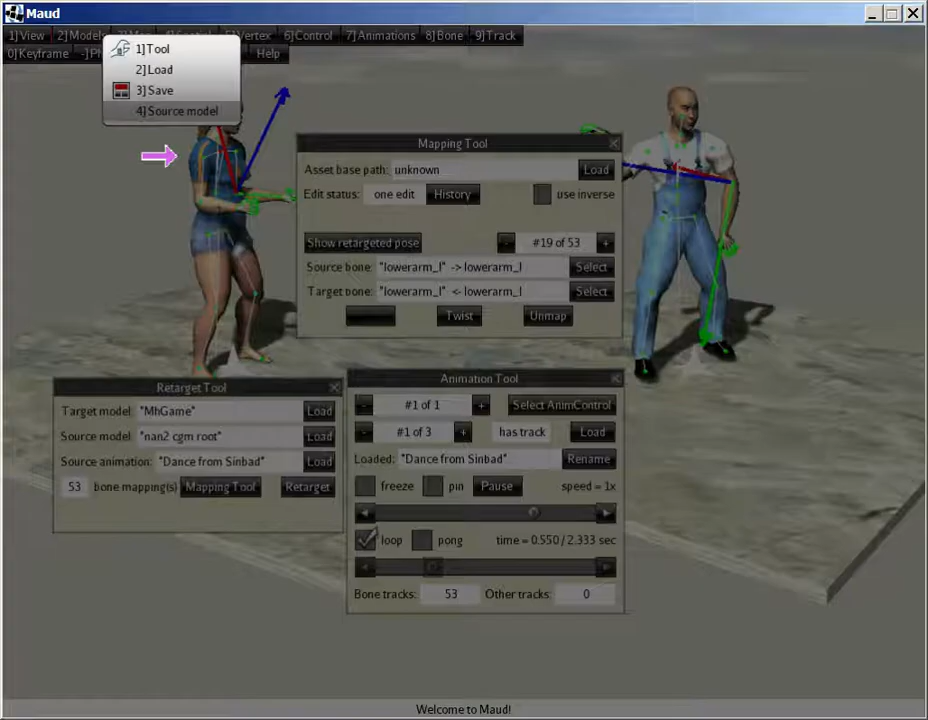 Maud
1]View 2]Models ertex 6]Control 7]Animations 8]Bone 9]Track
0]Keyframe Help
1]Tool
2]Load
3]Save
4]Source model
Mapping Tool
Asset base path: unknown Load
Edit status: one edit History use inverse
Show retargeted pose - #19 of 53 +
Source bone: "lowerarm_l" -> lowerarm_l Select
Target bone: "lowerarm_l" <- lowerarm_l Select
Twist Unmap
Retarget Tool
Target model: "MhGame" Load
Source model: "nan2 cgm root" Load
Source animation: "Dance from Sinbad" Load
53 bone mapping(s) Mapping Tool Retarget
Animation Tool
- #1 of 1 + Select AnimControl
- #1 of 3 + has track Load
Loaded: "Dance from Sinbad" Rename
freeze pin Pause speed = 1x
loop pong time = 0.550 / 2.333 sec
Bone tracks: 53 Other tracks: 0
Welcome to Maud!